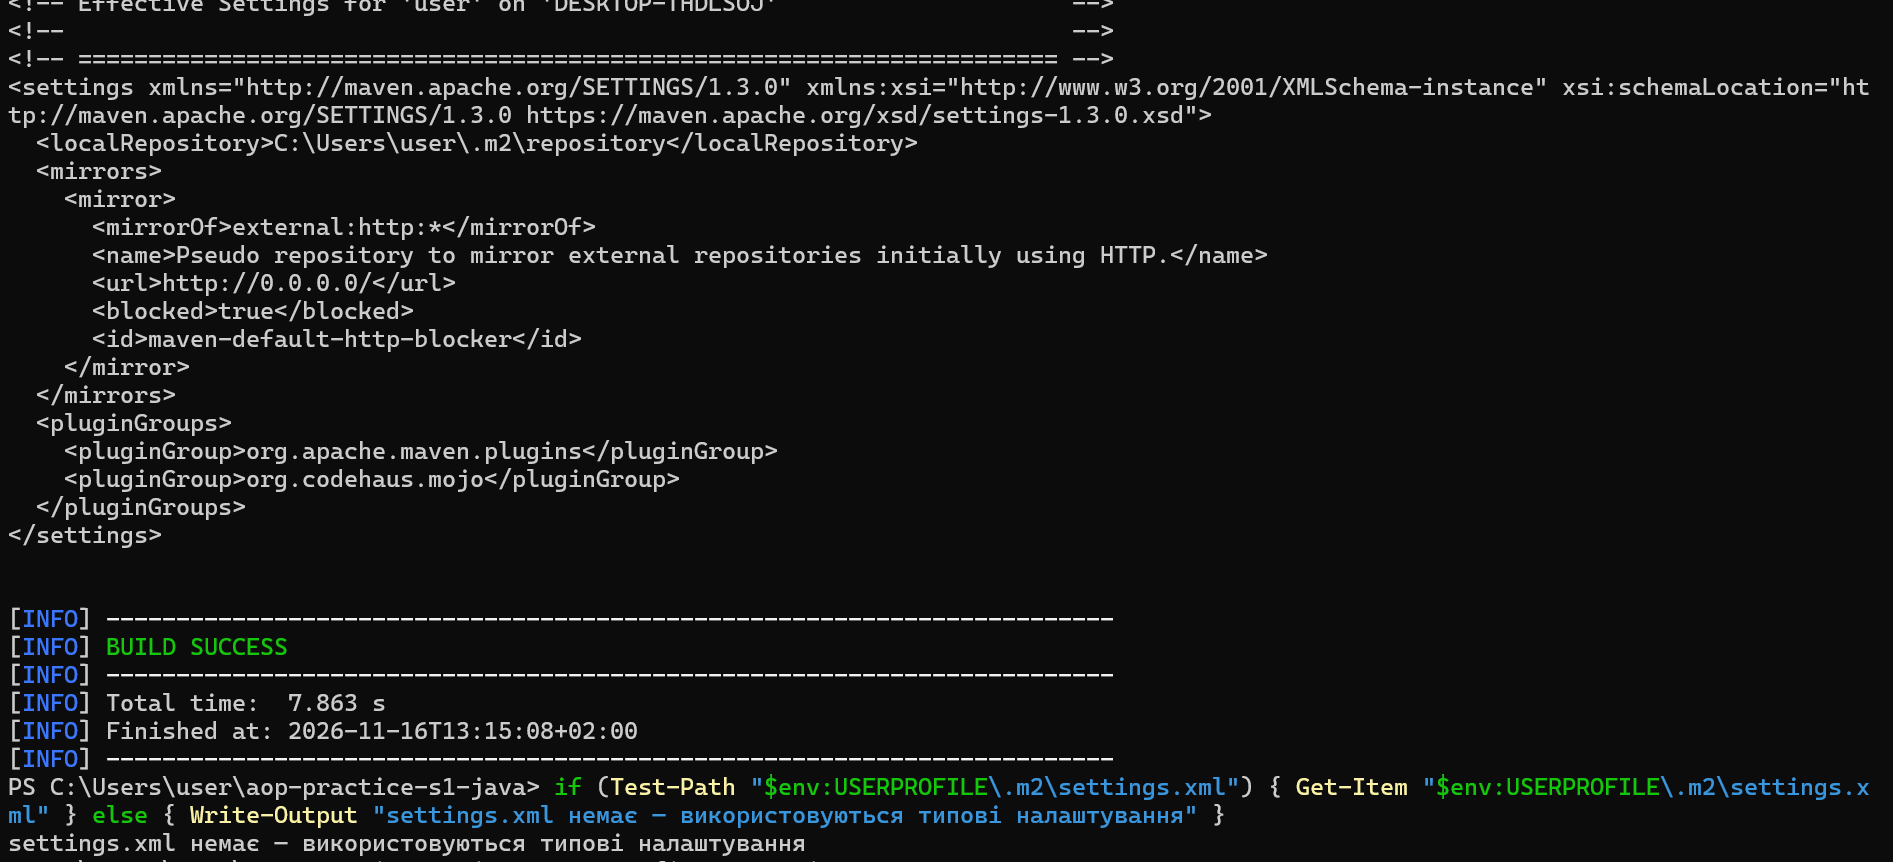 <!-- Effective Settings for 'user' on 'DESKTOP-THDLSOJ' -->
<!-- -->
<!-- ====================================================================== -->
<settings xmlns="http://maven.apache.org/SETTINGS/1.3.0" xmlns:xsi="http://www.w3.org/2001/XMLSchema-instance" xsi:schemaLocation="ht
tp://maven.apache.org/SETTINGS/1.3.0 https://maven.apache.org/xsd/settings-1.3.0.xsd">
  <localRepository>C:\Users\user\.m2\repository</localRepository>
  <mirrors>
    <mirror>
      <mirrorOf>external:http:*</mirrorOf>
      <name>Pseudo repository to mirror external repositories initially using HTTP.</name>
      <url>http://0.0.0.0/</url>
      <blocked>true</blocked>
      <id>maven-default-http-blocker</id>
    </mirror>
  </mirrors>
  <pluginGroups>
    <pluginGroup>org.apache.maven.plugins</pluginGroup>
    <pluginGroup>org.codehaus.mojo</pluginGroup>
  </pluginGroups>
</settings>
[INFO] ------------------------------------------------------------------------
[INFO] BUILD SUCCESS
[INFO] ------------------------------------------------------------------------
[INFO] Total time:  7.863 s
[INFO] Finished at: 2026-11-16T13:15:08+02:00
[INFO] ------------------------------------------------------------------------
PS C:\Users\user\aop-practice-s1-java> if (Test-Path "$env:USERPROFILE\.m2\settings.xml") { Get-Item "$env:USERPROFILE\.m2\settings.x
ml" } else { Write-Output "settings.xml немає — використовуються типові налаштування" }
settings.xml немає — використовуються типові налаштування